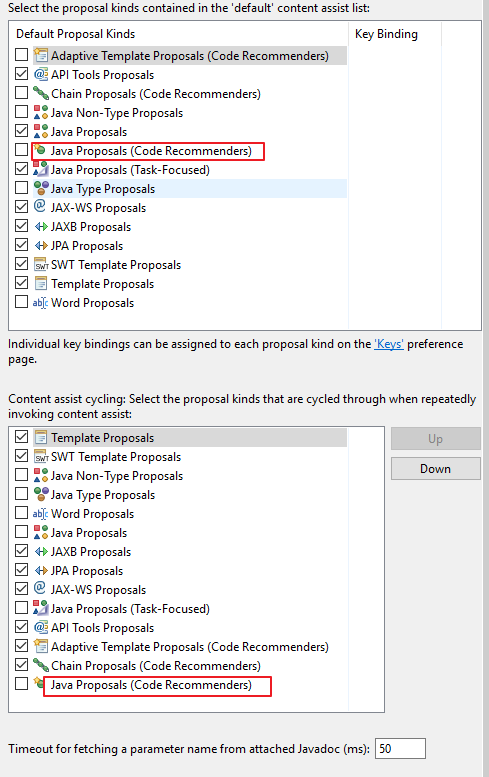 Select the proposal kinds contained in the 'default' content assist list:
Default Proposal Kinds Key Binding
Adaptive Template Proposals (Code Recommenders)
API Tools Proposals
Chain Proposals (Code Recommenders)
Java Non-Type Proposals
Java Proposals
Java Proposals (Code Recommenders)
Java Proposals (Task-Focused)
Java Type Proposals
JAX-WS Proposals
JAXB Proposals
JPA Proposals
SWT Template Proposals
Template Proposals
Word Proposals
Individual key bindings can be assigned to each proposal kind on the 'Keys' preference
page.
Content assist cycling: Select the proposal kinds that are cycled through when repeatedly
invoking content assist:
Template Proposals
Up
SWT Template Proposals
Down
Java Non-Type Proposals
Java Type Proposals
Word Proposals
Java Proposals
JAXB Proposals
JPA Proposals
JAX-WS Proposals
Java Proposals (Task-Focused)
API Tools Proposals
Adaptive Template Proposals (Code Recommenders)
Chain Proposals (Code Recommenders)
Java Proposals (Code Recommenders)
Timeout for fetching a parameter name from attached Javadoc (ms): 50